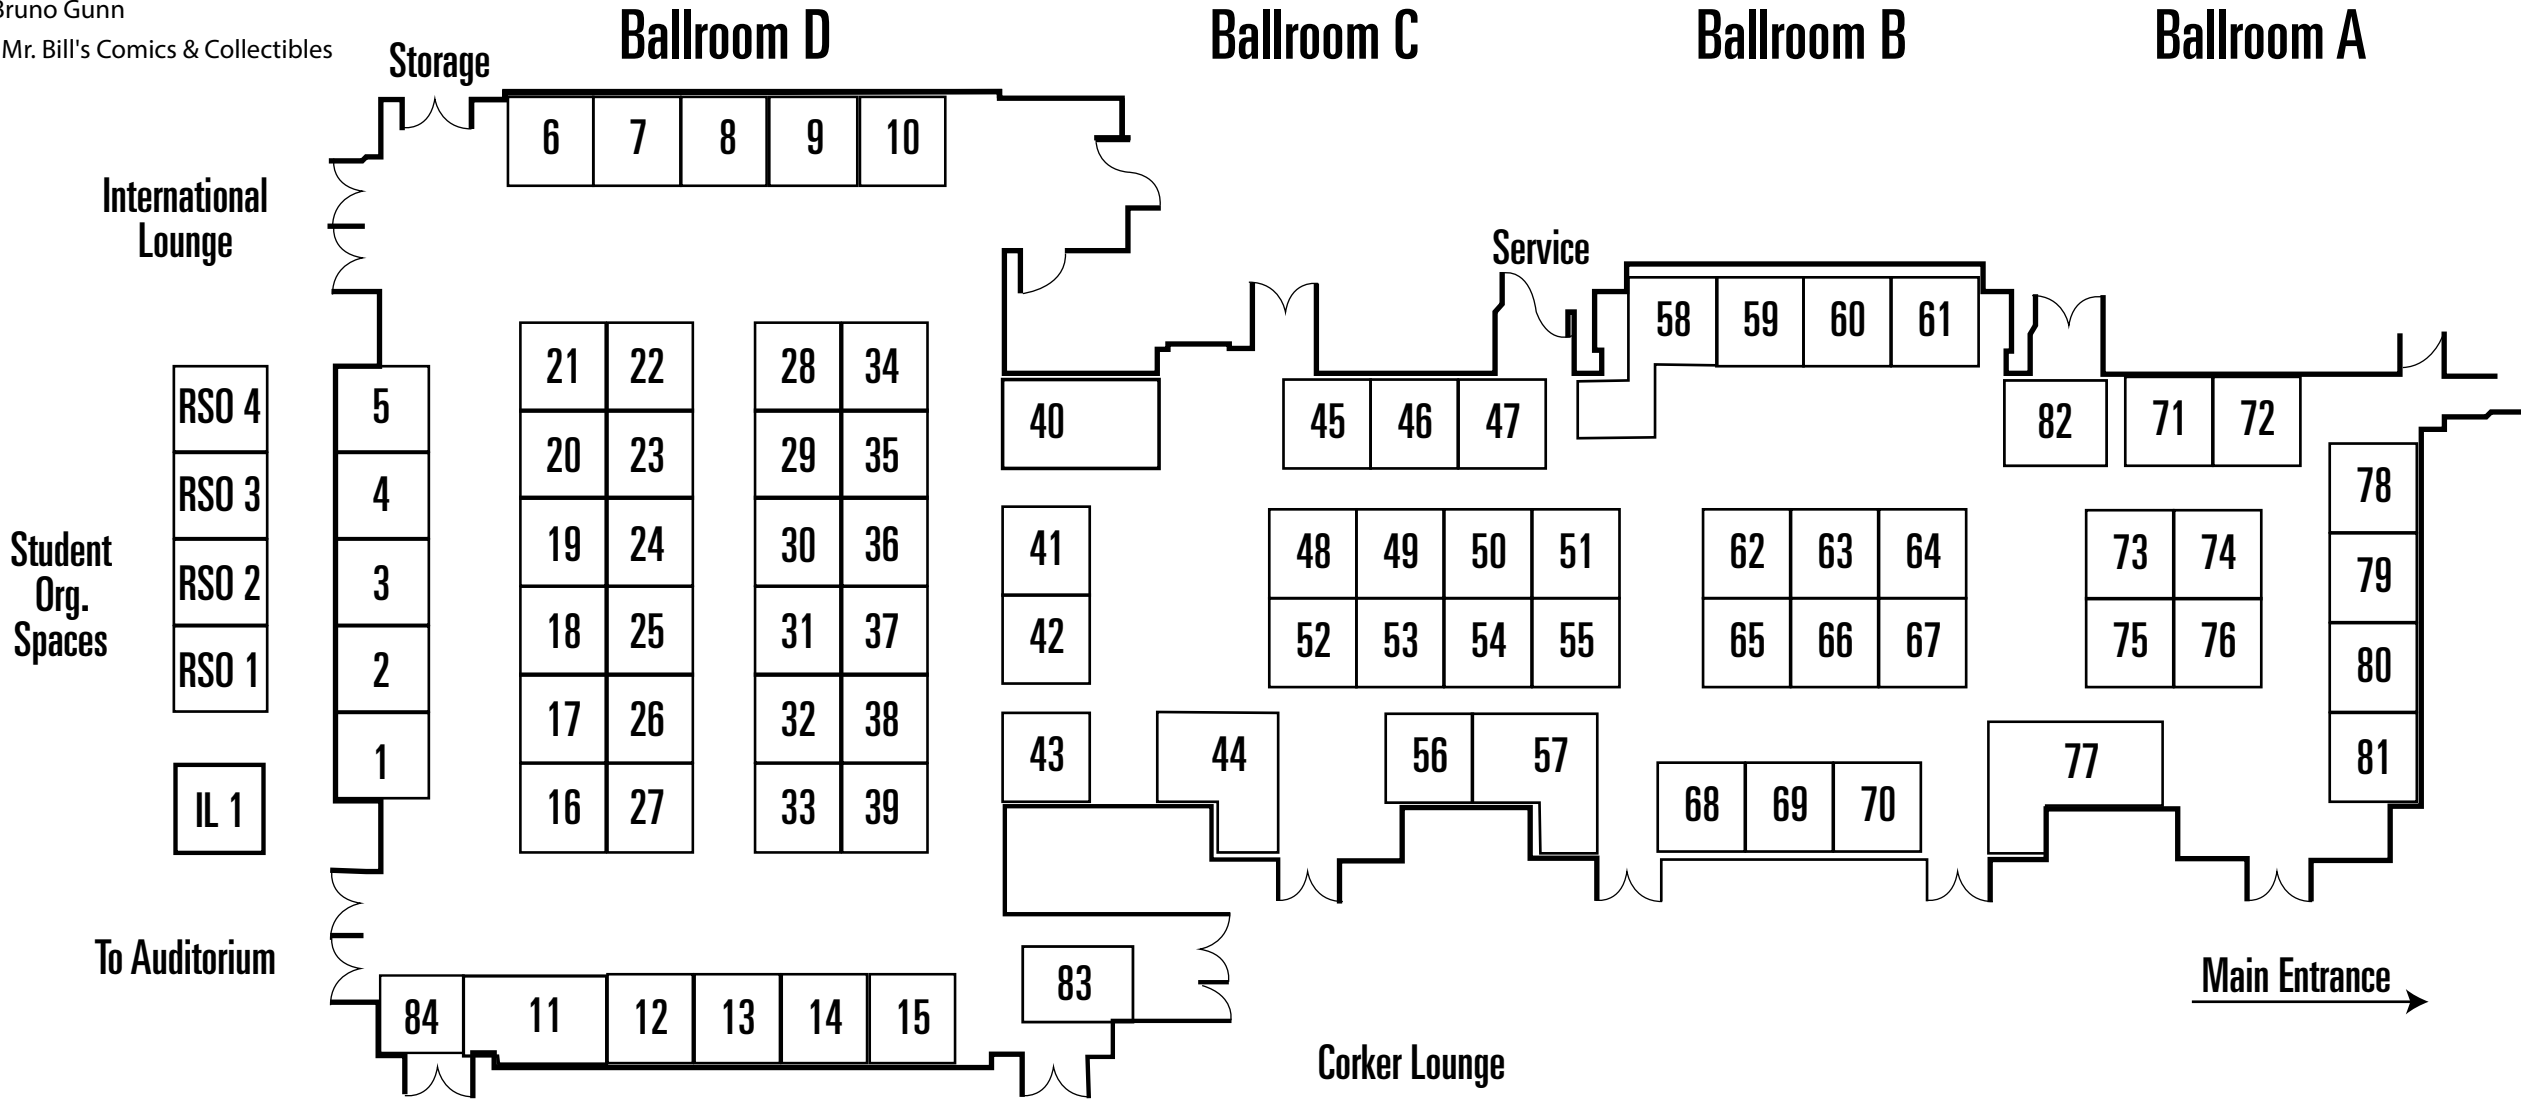 Bruno Gunn
Mr. Bill's Comics & Collectibles
Storage
Ballroom D
Ballroom C
Ballroom B
Ballroom A
6 7 8 9 10
International
Lounge
Service
58 59 60 61
21 22 28 34
RSO 4 5 40 45 46 47 82 71 72
20 23 29 35
RSO 3 4 78
Student
Org.
Spaces
19 24 30 36 41 48 49 50 51 62 63 64 73 74
RSO 2 3 79
18 25 31 37 42 52 53 54 55 65 66 67 75 76
RSO 1 2 80
17 26 32 38
1 43 44 56 57 77 81
IL 1 16 27 33 39 68 69 70
To Auditorium
83
Main Entrance
84 11 12 13 14 15
Corker Lounge